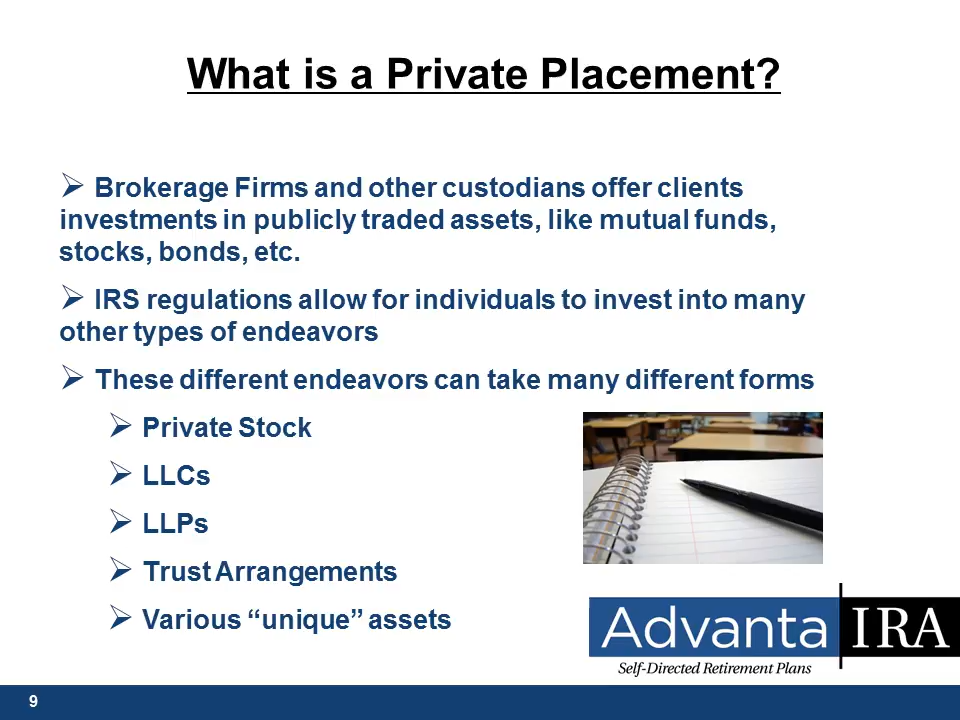 What is a Private Placement?
➢ Brokerage Firms and other custodians offer clients
investments in publicly traded assets, like mutual funds,
stocks, bonds, etc.
➢ IRS regulations allow for individuals to invest into many
other types of endeavors
➢ These different endeavors can take many different forms
➢ Private Stock
➢ LLCs
➢ LLPs
➢ Trust Arrangements
➢ Various “unique” assets
Advanta IRA
Self-Directed Retirement Plans
9